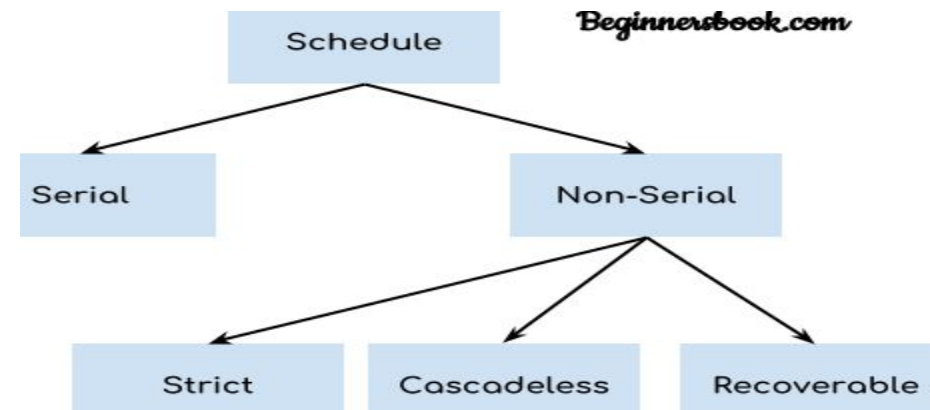 Beginnersbook.com
Schedule
Serial
Non-Serial
Strict
Cascadeless
Recoverable